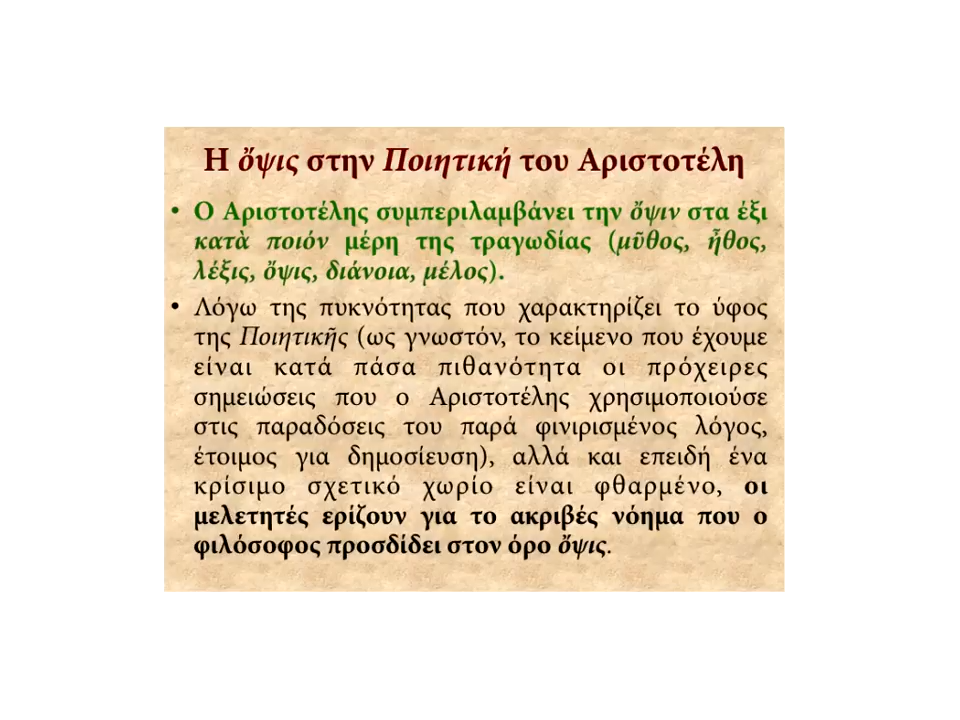 Η ὄψις στην Ποιητική του Αριστοτέλη
• Ο Αριστοτέλης συμπεριλαμβάνει την ὄψιν στα έξι
κατὰ ποιόν μέρη της τραγωδίας (μῦθος, ἦθος,
λέξις, ὄψις, διάνοια, μέλος).
• Λόγω της πυκνότητας που χαρακτηρίζει το ύφος
της Ποιητικῆς (ως γνωστόν, το κείμενο που έχουμε
είναι κατά πάσα πιθανότητα οι πρόχειρες
σημειώσεις που ο Αριστοτέλης χρησιμοποιούσε
στις παραδόσεις του παρά φινιρισμένος λόγος,
έτοιμος για δημοσίευση), αλλά και επειδή ένα
κρίσιμο σχετικό χωρίο είναι φθαρμένο, οι
μελετητές ερίζουν για το ακριβές νόημα που ο
φιλόσοφος προσδίδει στον όρο ὄψις.